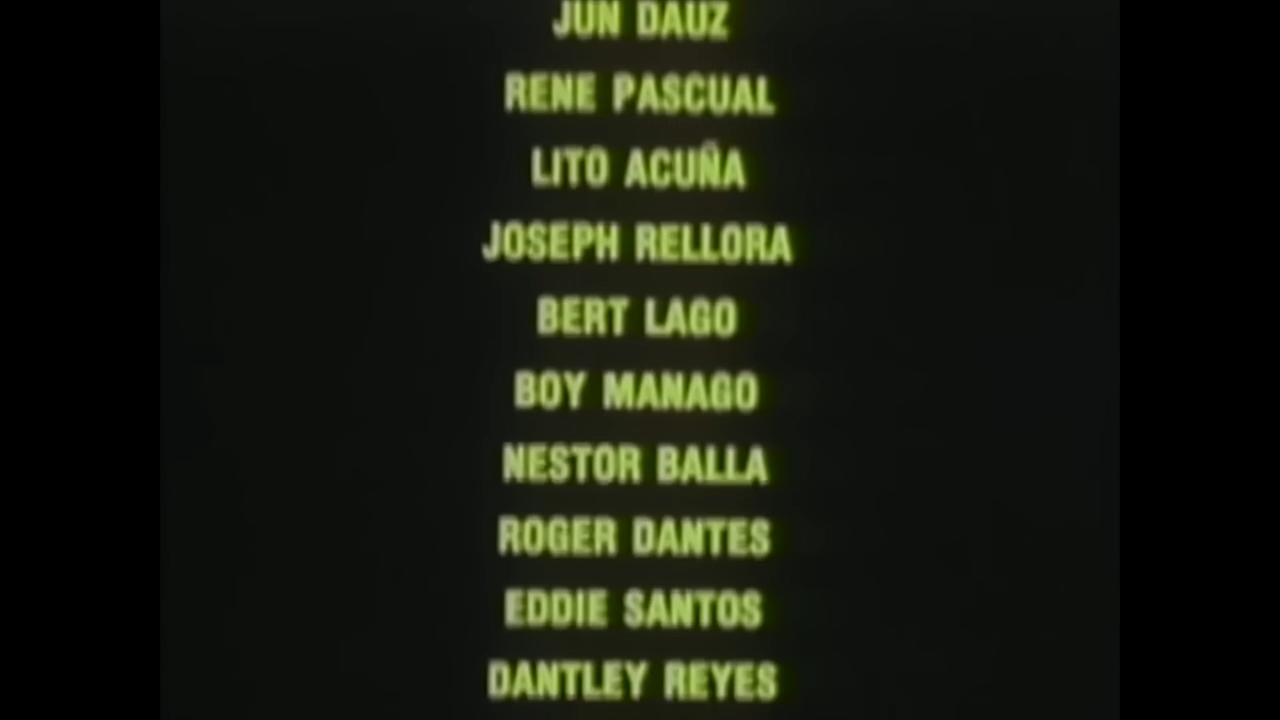 JUN DAUZ
RENE PASCUAL
LITO ACUÑA
JOSEPH RELLORA
BERT LAGO
BOY MANAGO
NESTOR BALLA
ROGER DANTES
EDDIE SANTOS
DANTLEY REYES